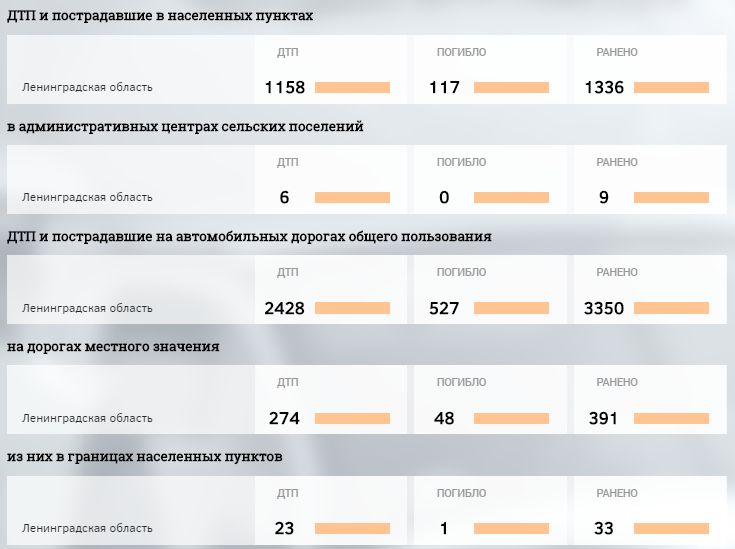 ДТП и пострадавшие в населенных пунктах
ДТП ПОГИБЛО РАНЕНО
Ленинградская область 1158 117 1336
в административных центрах сельских поселений
ДТП ПОГИБЛО РАНЕНО
Ленинградская область 6 0 9
ДТП и пострадавшие на автомобильных дорогах общего пользования
ДТП ПОГИБЛО РАНЕНО
Ленинградская область 2428 527 3350
на дорогах местного значения
ДТП ПОГИБЛО РАНЕНО
Ленинградская область 274 48 391
из них в границах населенных пунктов
ДТП ПОГИБЛО РАНЕНО
Ленинградская область 23 1 33